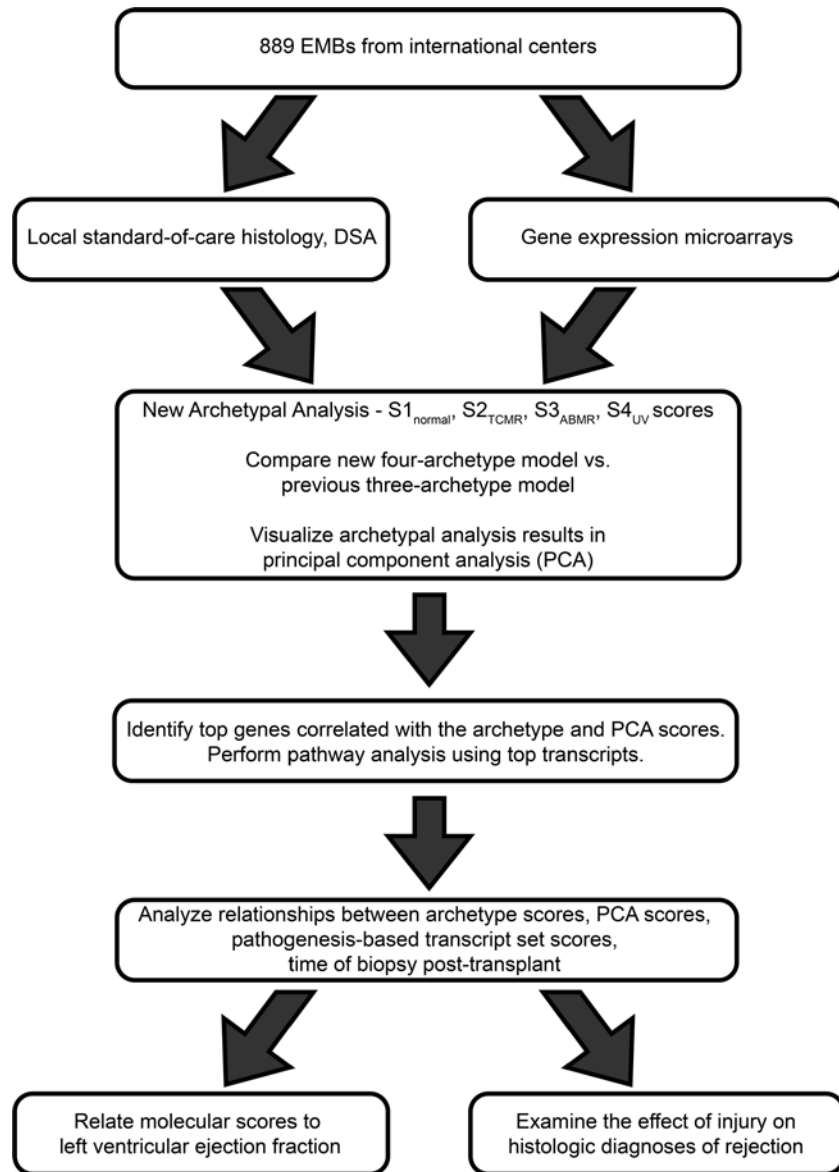 889 EMBs from international centers
Local standard-of-care histology, DSA
Gene expression microarrays
New Archetypal Analysis - S1normal, S2TCMR, S3ABMR, S4UV scores
Compare new four-archetype model vs.
previous three-archetype model
Visualize archetypal analysis results in
principal component analysis (PCA)
Identify top genes correlated with the archetype and PCA scores.
Perform pathway analysis using top transcripts.
Analyze relationships between archetype scores, PCA scores,
pathogenesis-based transcript set scores,
time of biopsy post-transplant
Relate molecular scores to
left ventricular ejection fraction
Examine the effect of injury on
histologic diagnoses of rejection